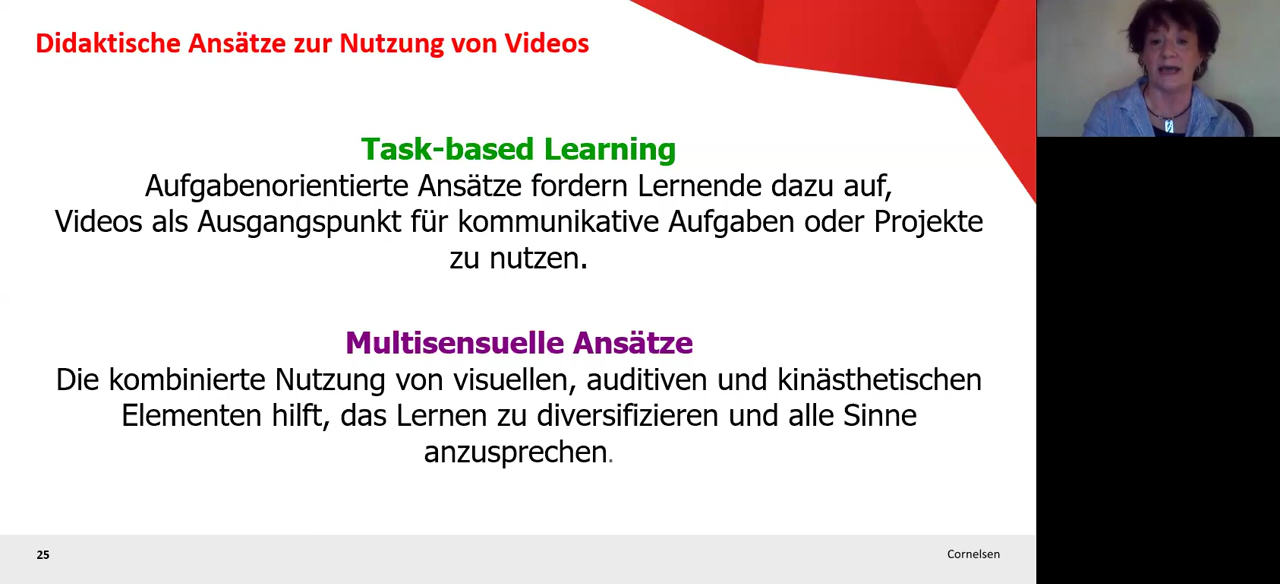 Didaktische Ansätze zur Nutzung von Videos
Task-based Learning
Aufgabenorientierte Ansätze fordern Lernende dazu auf,
Videos als Ausgangspunkt für kommunikative Aufgaben oder Projekte
zu nutzen.
Multisensuelle Ansätze
Die kombinierte Nutzung von visuellen, auditiven und kinästhetischen
Elementen hilft, das Lernen zu diversifizieren und alle Sinne
anzusprechen.
25
Cornelsen